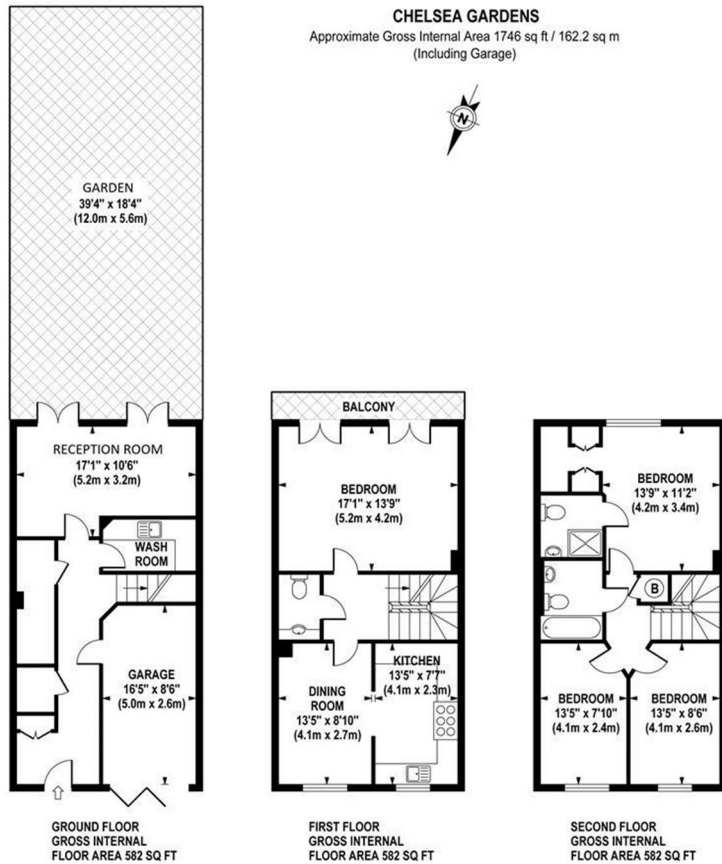 CHELSEA GARDENS
Approximate Gross Internal Area 1746 sq ft / 162.2 sq m
(Including Garage)
N
GARDEN
39'4" x 18'4"
(12.0m x 5.6m)
RECEPTION ROOM
17'1" x 10'6"
(5.2m x 3.2m)
WASH
ROOM
GARAGE
16'5" x 8'6"
(5.0m x 2.6m)
GROUND FLOOR
GROSS INTERNAL
FLOOR AREA 582 SQ FT
BALCONY
BEDROOM
17'1" x 13'9"
(5.2m x 4.2m)
DINING
ROOM
13'5" x 8'10"
(4.1m x 2.7m)
KITCHEN
13'5" x 7'7"
(4.1m x 2.3m)
FIRST FLOOR
GROSS INTERNAL
FLOOR AREA 582 SQ FT
BEDROOM
13'9" x 11'2"
(4.2m x 3.4m)
B
BEDROOM
13'5" x 7'10"
(4.1m x 2.4m)
BEDROOM
13'5" x 8'6"
(4.1m x 2.6m)
SECOND FLOOR
GROSS INTERNAL
FLOOR AREA 582 SQ FT